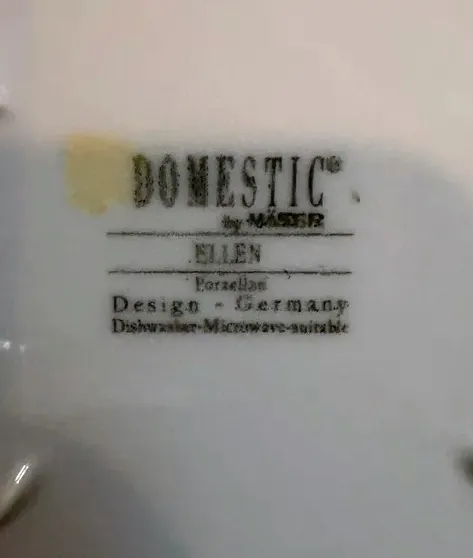 DOMESTIC®
by MÄSER
ELLEN
Porzellan
Design - Germany
Dishwasher-Microwave-suitable